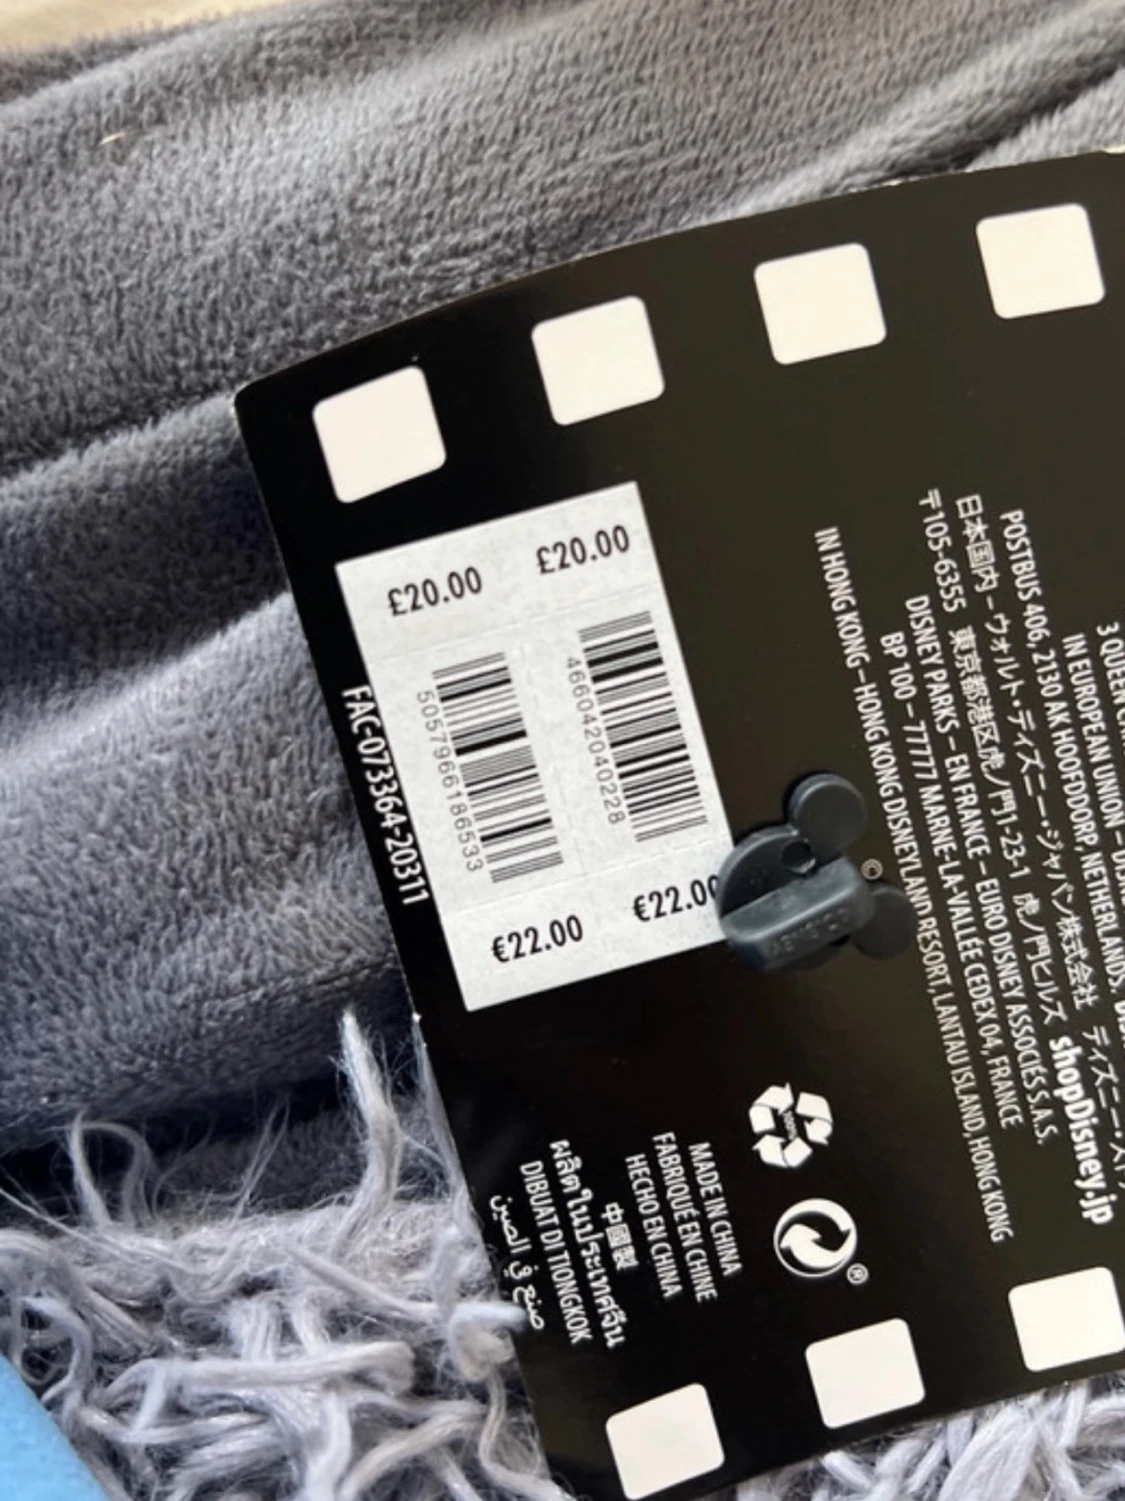 £20.00
£20.00
5057966186533
466042040228
€22.00
€22.00
FAC-073364-20311
IN EUROPEAN UNION –
POSTBUS 406, 2130 AK HOOFDDORP, NETHERLANDS.
日本国内 – ウォルト・ディズニー・ジャパン株式会社
〒105-6355 東京都港区虎ノ門1-23-1 虎ノ門ヒルズ shopDisney.jp
DISNEY PARKS – EN FRANCE – EURO DISNEY ASSOCIÉS S.A.S.
BP 100 – 77777 MARNE-LA-VALLÉE CEDEX 04, FRANCE
IN HONG KONG – HONG KONG DISNEYLAND RESORT, LANTAU ISLAND, HONG KONG
©
®
MADE IN CHINA
FABRIQUÉ EN CHINE
HECHO EN CHINA
中國製
ผลิตในประเทศจีน
DIBUAT DI TIONGKOK
صنع في الصين